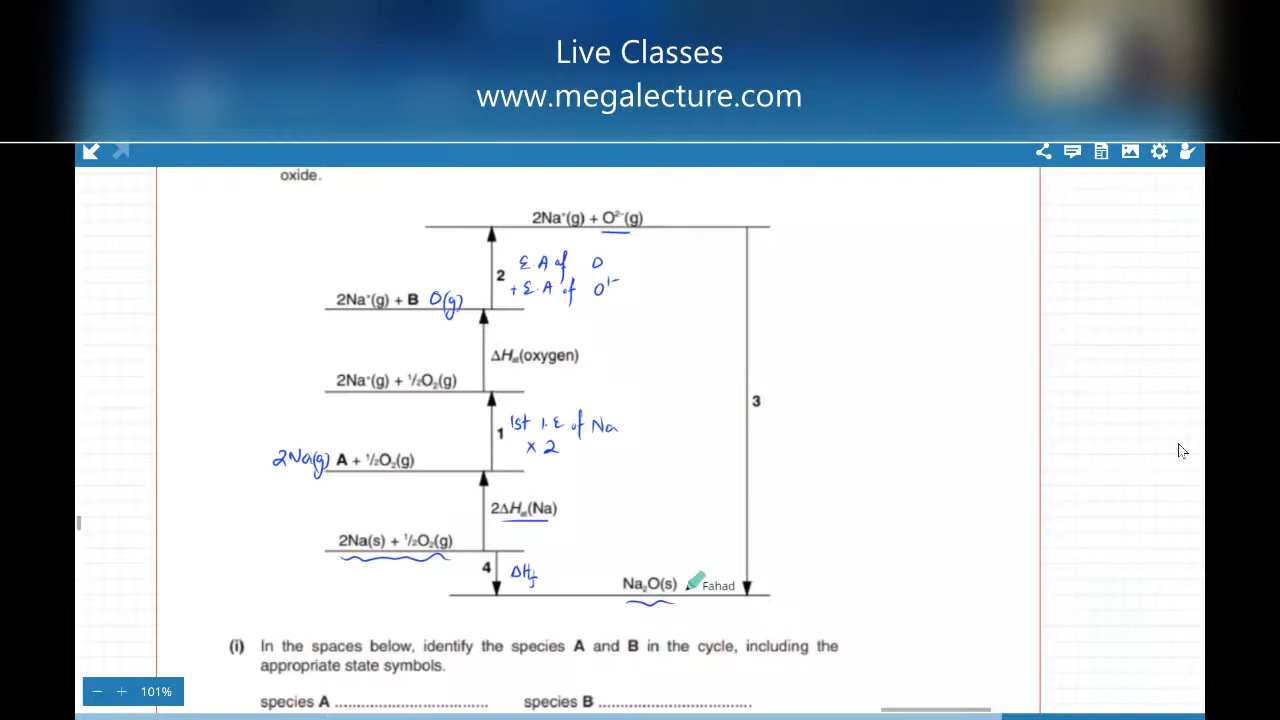 Live Classes
www.megalecture.com
oxide.
2Na⁺(g) + O²⁻(g)
2
E.A of O
+ E.A of O¹⁻
2Na⁺(g) + B O(g)
ΔHₐₜ(oxygen)
2Na⁺(g) + ½O₂(g)
3
1
1st I.E of Na
× 2
2Na(g) A + ½O₂(g)
2ΔHₐₜ(Na)
2Na(s) + ½O₂(g)
4 ΔHf
Na₂O(s)
Fahad
(i) In the spaces below, identify the species A and B in the cycle, including the
appropriate state symbols.
101%
species A .................................. species B ..................................